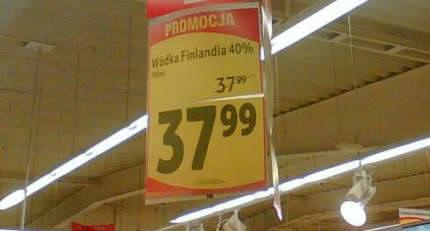 PROMOCJA
Wódka Finlandia 40%
37 99
37 99